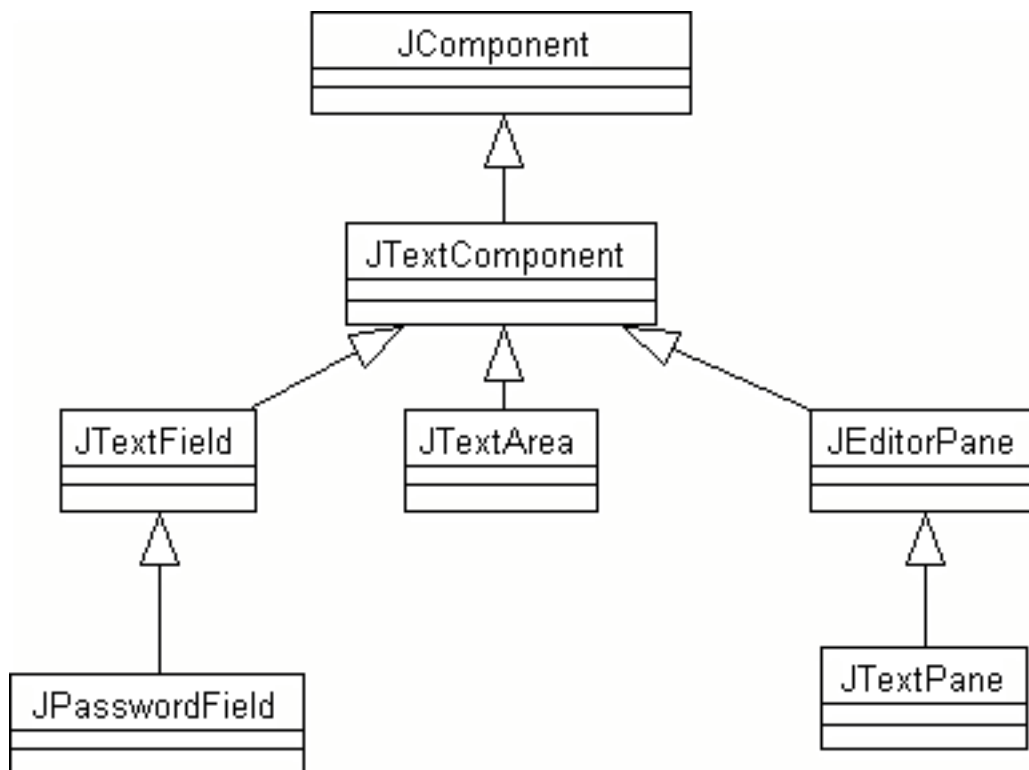 JComponent
JTextComponent
JTextField
JTextArea
JEditorPane
JPasswordField
JTextPane